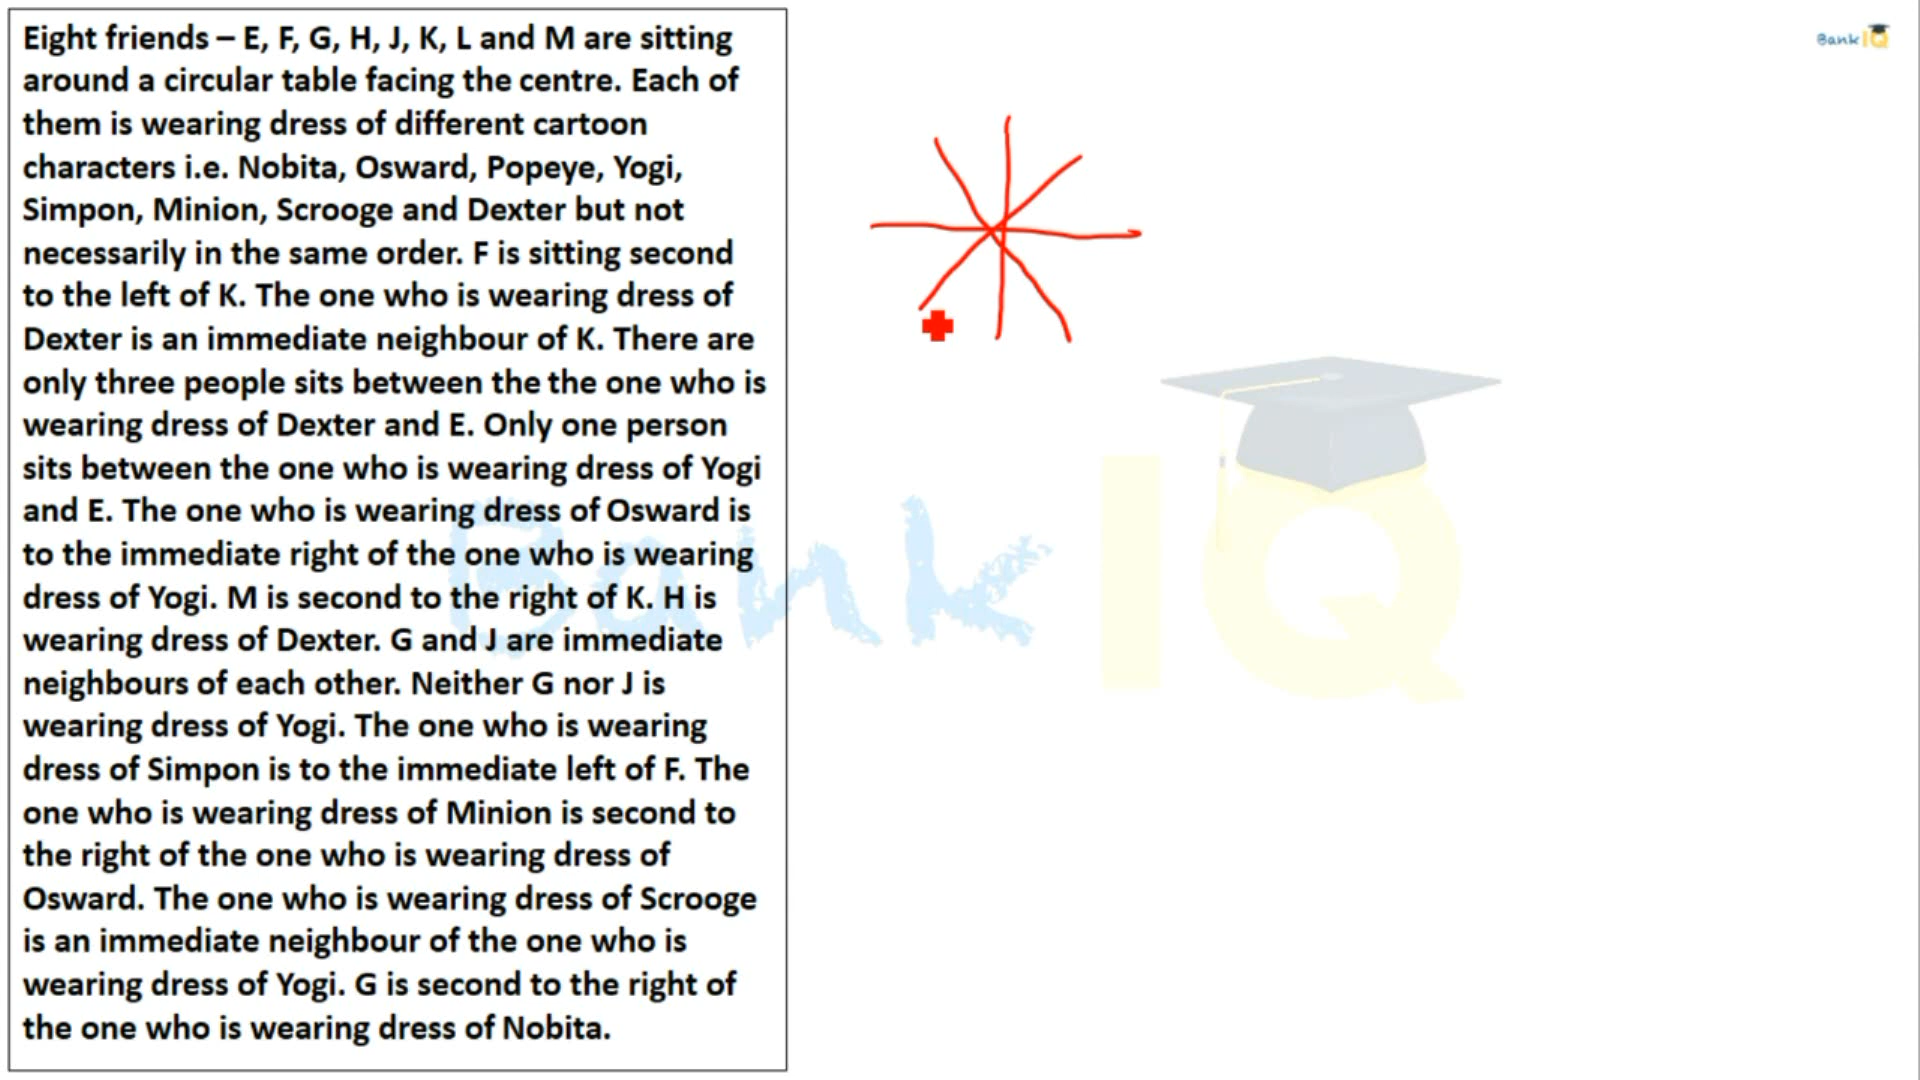 Eight friends – E, F, G, H, J, K, L and M are sitting
around a circular table facing the centre. Each of
them is wearing dress of different cartoon
characters i.e. Nobita, Osward, Popeye, Yogi,
Simpon, Minion, Scrooge and Dexter but not
necessarily in the same order. F is sitting second
to the left of K. The one who is wearing dress of
Dexter is an immediate neighbour of K. There are
only three people sits between the the one who is
wearing dress of Dexter and E. Only one person
sits between the one who is wearing dress of Yogi
and E. The one who is wearing dress of Osward is
to the immediate right of the one who is wearing
dress of Yogi. M is second to the right of K. H is
wearing dress of Dexter. G and J are immediate
neighbours of each other. Neither G nor J is
wearing dress of Yogi. The one who is wearing
dress of Simpon is to the immediate left of F. The
one who is wearing dress of Minion is second to
the right of the one who is wearing dress of
Osward. The one who is wearing dress of Scrooge
is an immediate neighbour of the one who is
wearing dress of Yogi. G is second to the right of
the one who is wearing dress of Nobita.
Bank IQ
Bank IQ